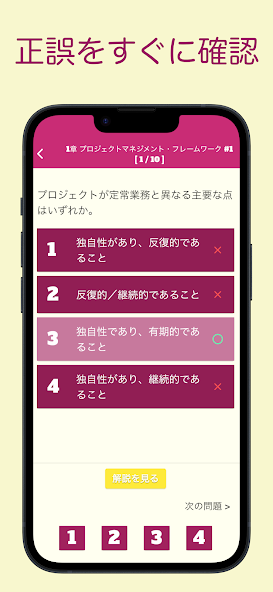 正誤をすぐに確認
1章 プロジェクトマネジメント・フレームワーク #1
[ 1 / 10 ]
プロジェクトが定常業務と異なる主要な点
はいずれか。
1 独自性があり、反復的であ
ること
2 反復的／継続的であること
3 独自性であり、有期的であ
ること
4 独自性があり、継続的であ
ること
解説を見る
次の問題 >
1 2 3 4